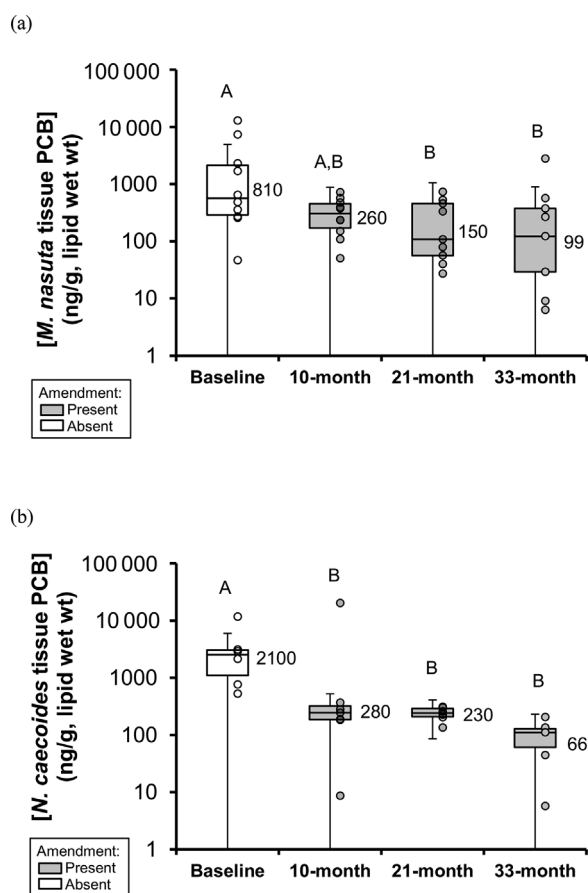 (a)
[M. nasuta tissue PCB]
(ng/g, lipid wet wt)
100 000
10 000
1000
100
10
1
A
A,B
B
B
810
260
150
99
Baseline 10-month 21-month 33-month
Amendment:
Present
Absent
(b)
[N. caecoides tissue PCB]
(ng/g, lipid wet wt)
100 000
10 000
1000
100
10
1
A
B
B
B
2100
280
230
66
Baseline 10-month 21-month 33-month
Amendment:
Present
Absent